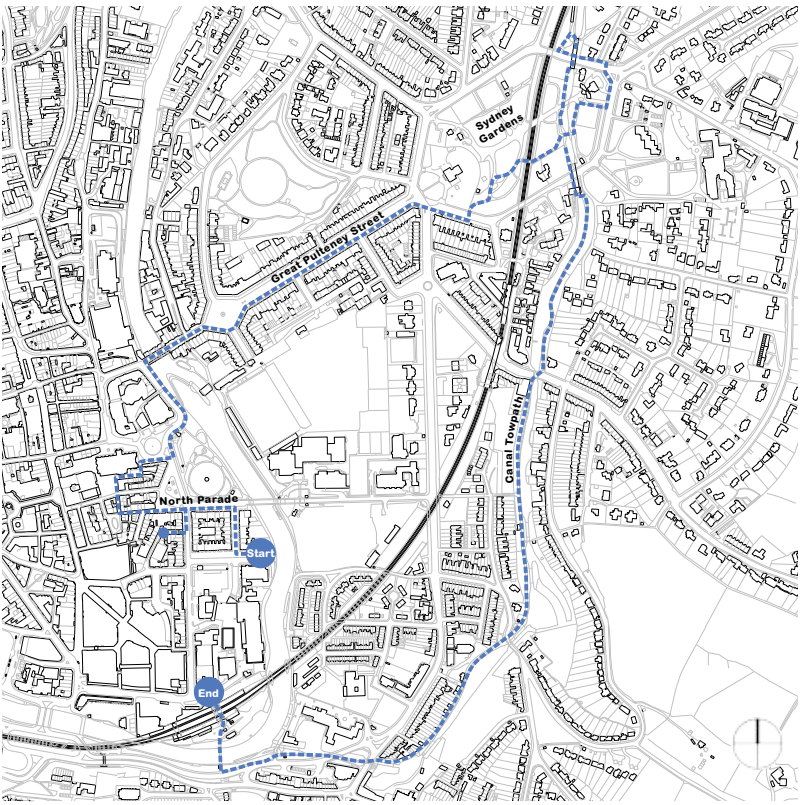 Sydney
Gardens
Great Pulteney Street
Canal Towpath
North Parade
Start
End